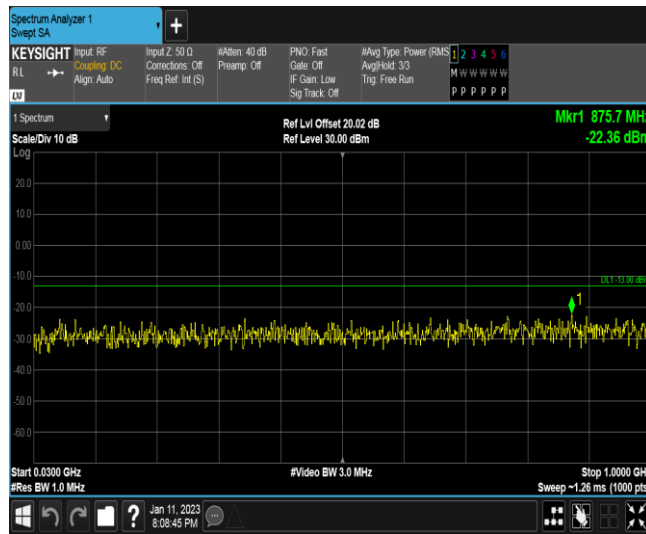 Spectrum Analyzer 1
Swept SA
+
KEYSIGHT
RL
LXI
Input: RF
Coupling: DC
Align: Auto
Input Z: 50 Ω
Corrections: Off
Freq Ref: Int (S)
#Atten: 40 dB
Preamp: Off
PNO: Fast
Gate: Off
IF Gain: Low
Sig Track: Off
#Avg Type: Power (RMS
Avg|Hold: 3/3
Trig: Free Run
1 2 3 4 5 6
M W W W W W
P P P P P P
1 Spectrum
Scale/Div 10 dB
Log
Ref Lvl Offset 20.02 dB
Ref Level 30.00 dBm
Mkr1 875.7 MHz
-22.36 dBm
20.0
10.0
0.00
-10.0
DL1 -13.00 dBm
-20.0
1
-30.0
-40.0
-50.0
-60.0
Start 0.0300 GHz
#Res BW 1.0 MHz
#Video BW 3.0 MHz
Stop 1.0000 GH
Sweep ~1.26 ms (1000 pts
?
Jan 11, 2023
8:08:45 PM